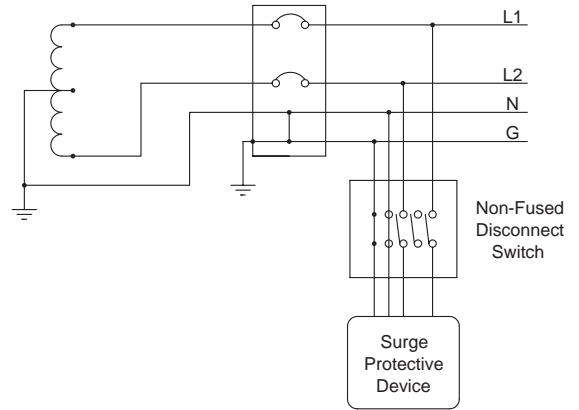 L1
L2
N
G
Non-Fused
Disconnect
Switch
Surge
Protective
Device